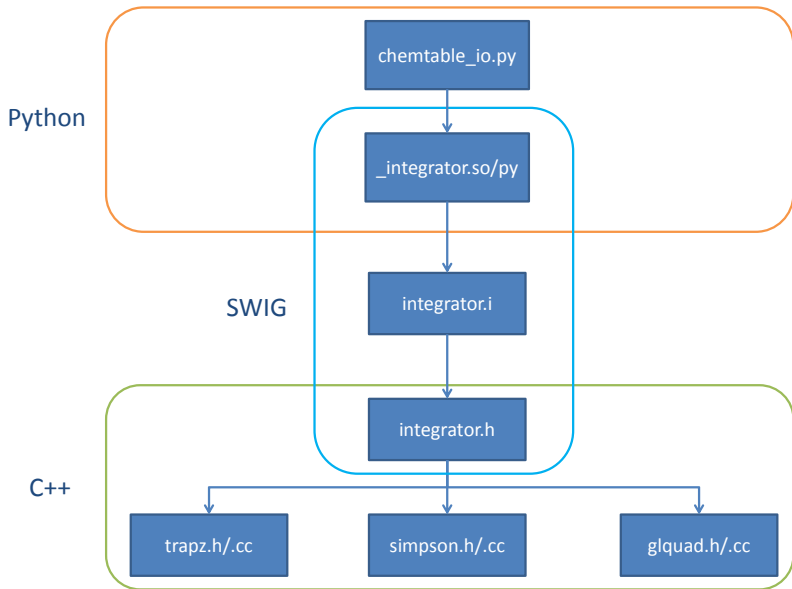 chemtable_io.py
Python
_integrator.so/py
SWIG
integrator.i
integrator.h
C++
trapz.h/.cc
simpson.h/.cc
glquad.h/.cc